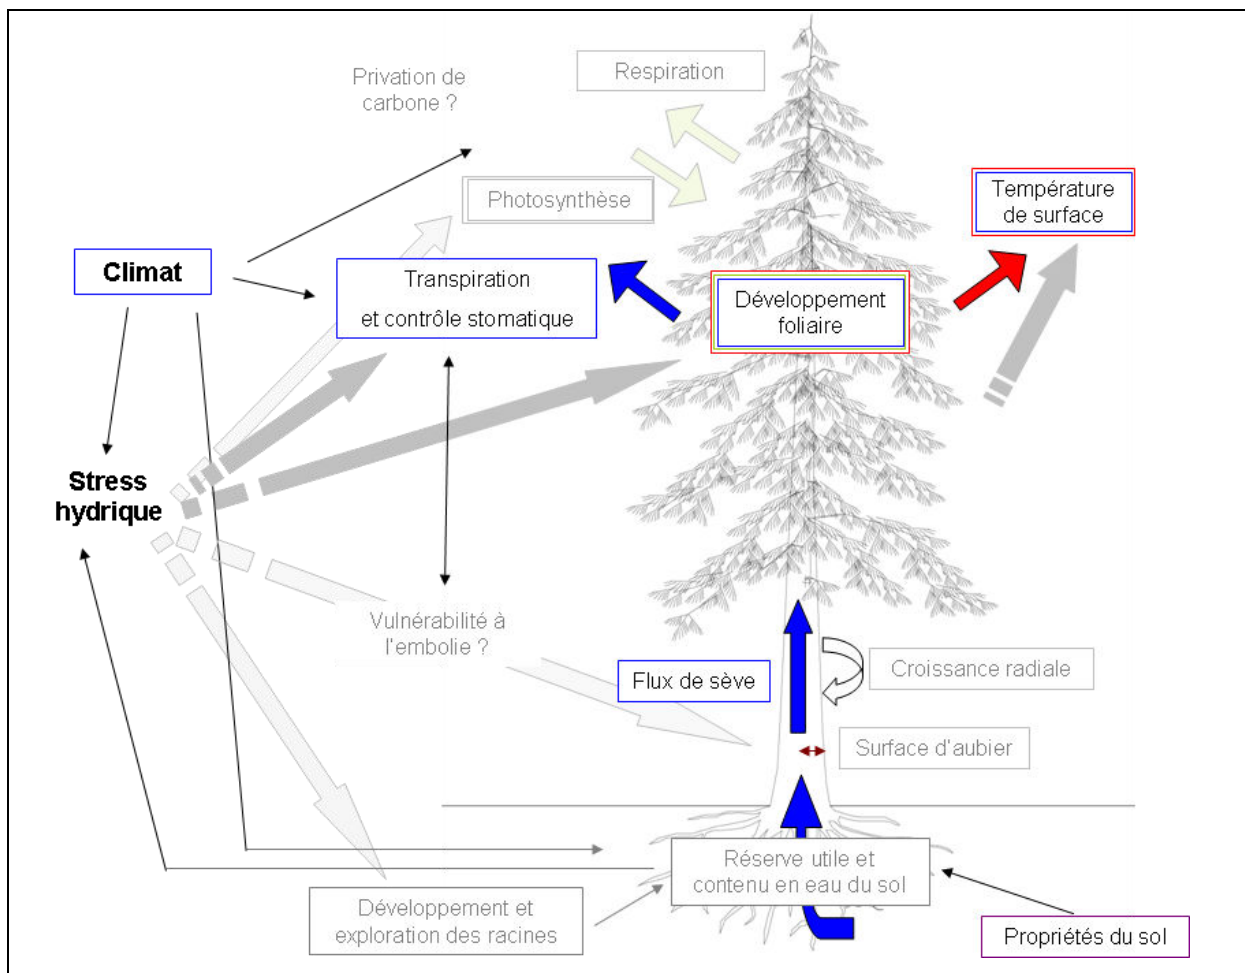 Privation de
carbone ?
Respiration
Photosynthèse
Température
de surface
Climat
Transpiration
et contrôle stomatique
Développement
foliaire
Stress
hydrique
Vulnérabilité à
l'embolie ?
Flux de sève
Croissance radiale
Surface d'aubier
Réserve utile et
contenu en eau du sol
Développement et
exploration des racines
Propriétés du sol